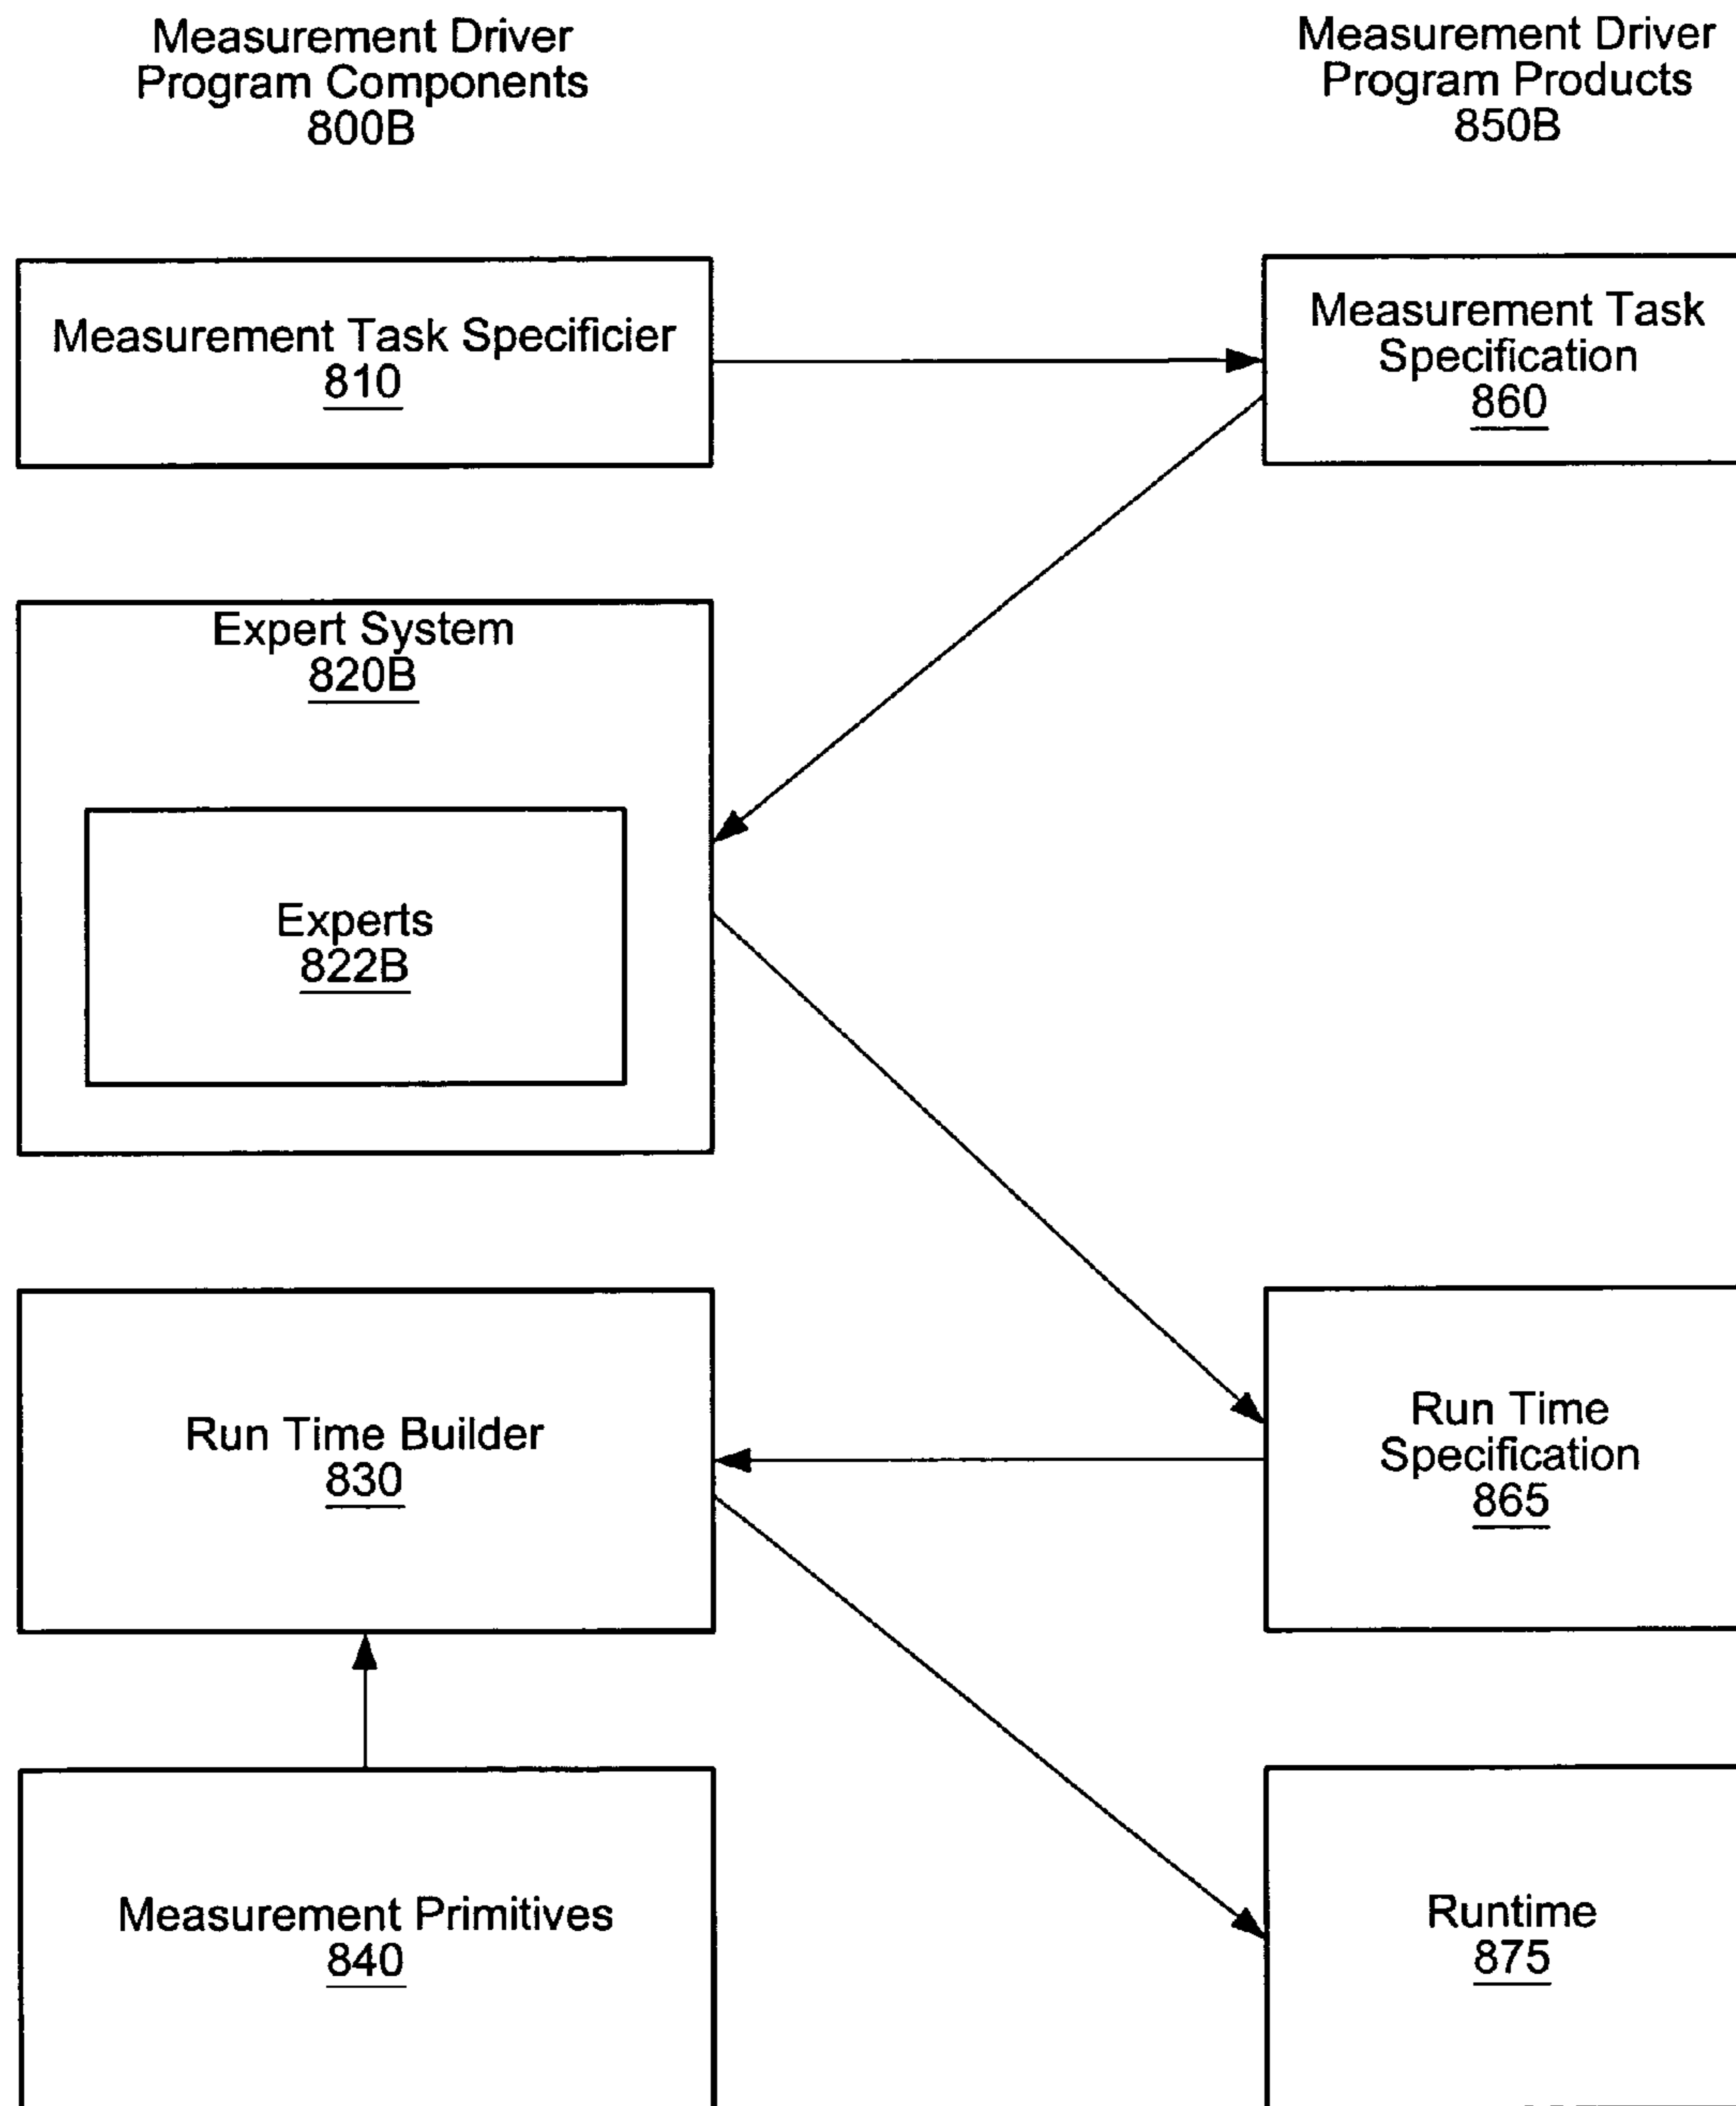 Measurement Driver
Program Components
800B
Measurement Driver
Program Products
850B
Measurement Task Specificier
810
Measurement Task
Specification
860
Expert System
820B
Experts
822B
Run Time Builder
830
Run Time
Specification
865
Measurement Primitives
840
Runtime
875